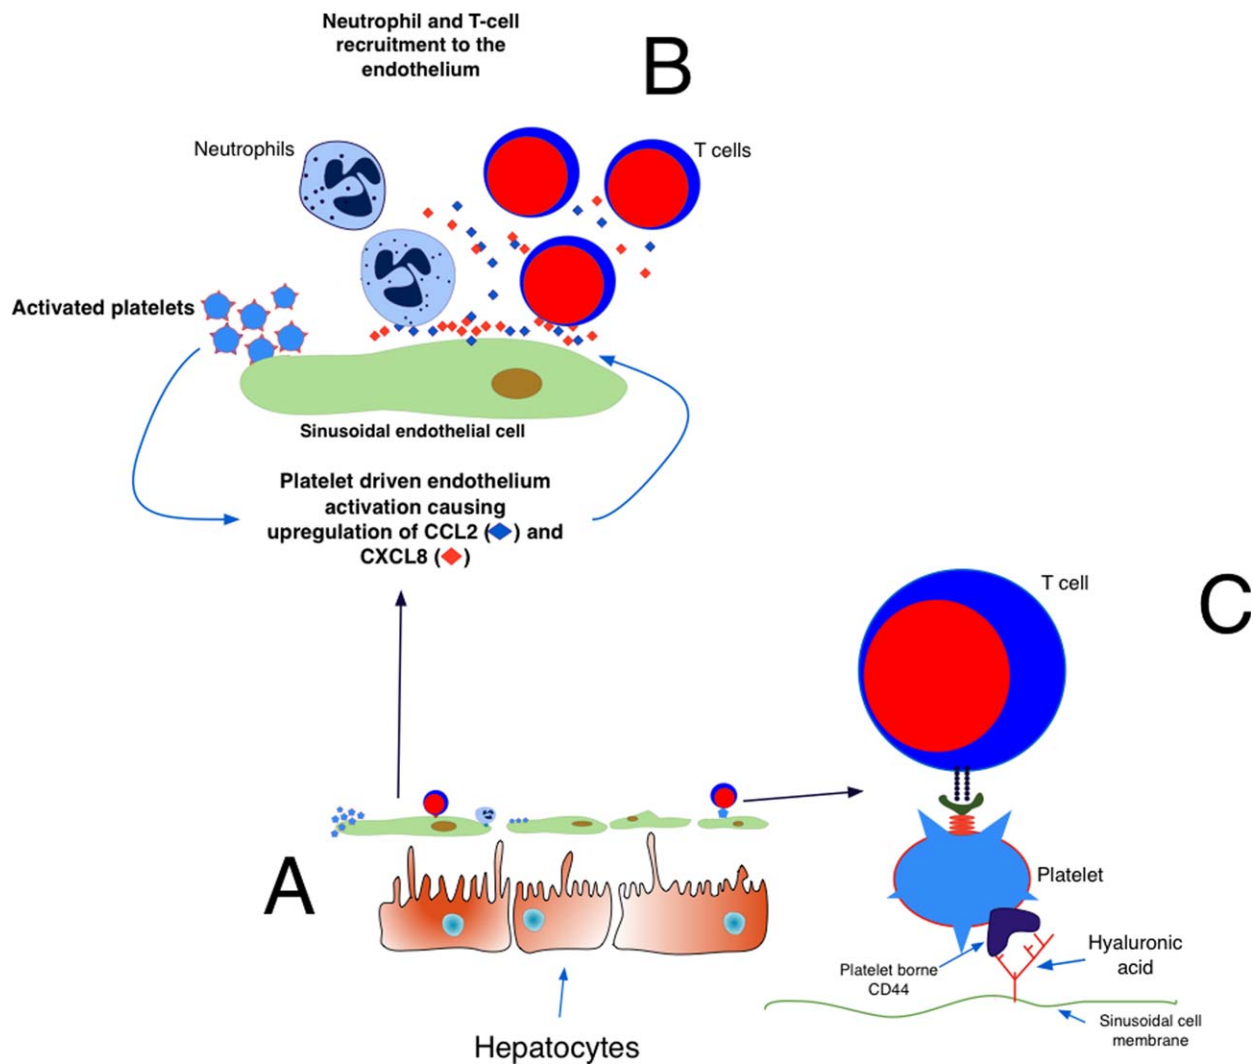 Neutrophil and T-cell
recruitment to the
endothelium
B
Neutrophils
T cells
Activated platelets
Sinusoidal endothelial cell
Platelet driven endothelium
activation causing
upregulation of CCL2 (◆) and
CXCL8 (◆)
C
T cell
A
Platelet
Platelet borne
CD44
Hyaluronic
acid
Sinusoidal cell
membrane
Hepatocytes